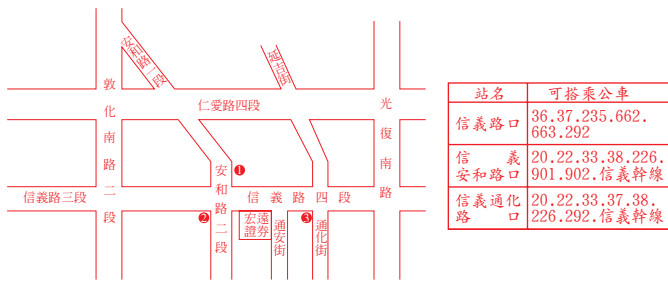 安和路一段
延吉街
敦化南路二段
仁愛路四段
光復南路
❶
安和路二段
信義路三段
信義路四段
❷
宏遠
證券
通安街
❸
通化街
站名 可搭乘公車
信義路口 36.37.235.662.
663.292
信義
安和路口 20.22.33.38.226.
901.902.信義幹線
信義通化
路口 20.22.33.37.38.
226.292.信義幹線